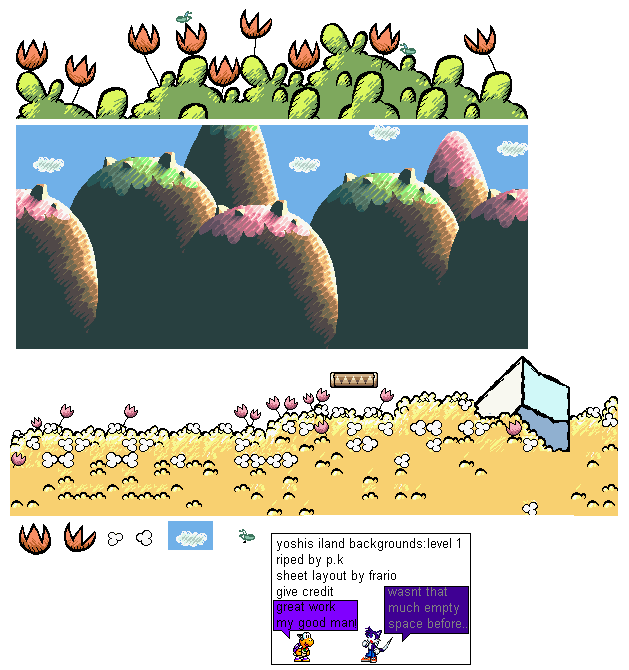 yoshis iland backgrounds:level 1
riped by p.k
sheet layout by frario
give credit
great work
my good man
wasnt that
much empty
space before..